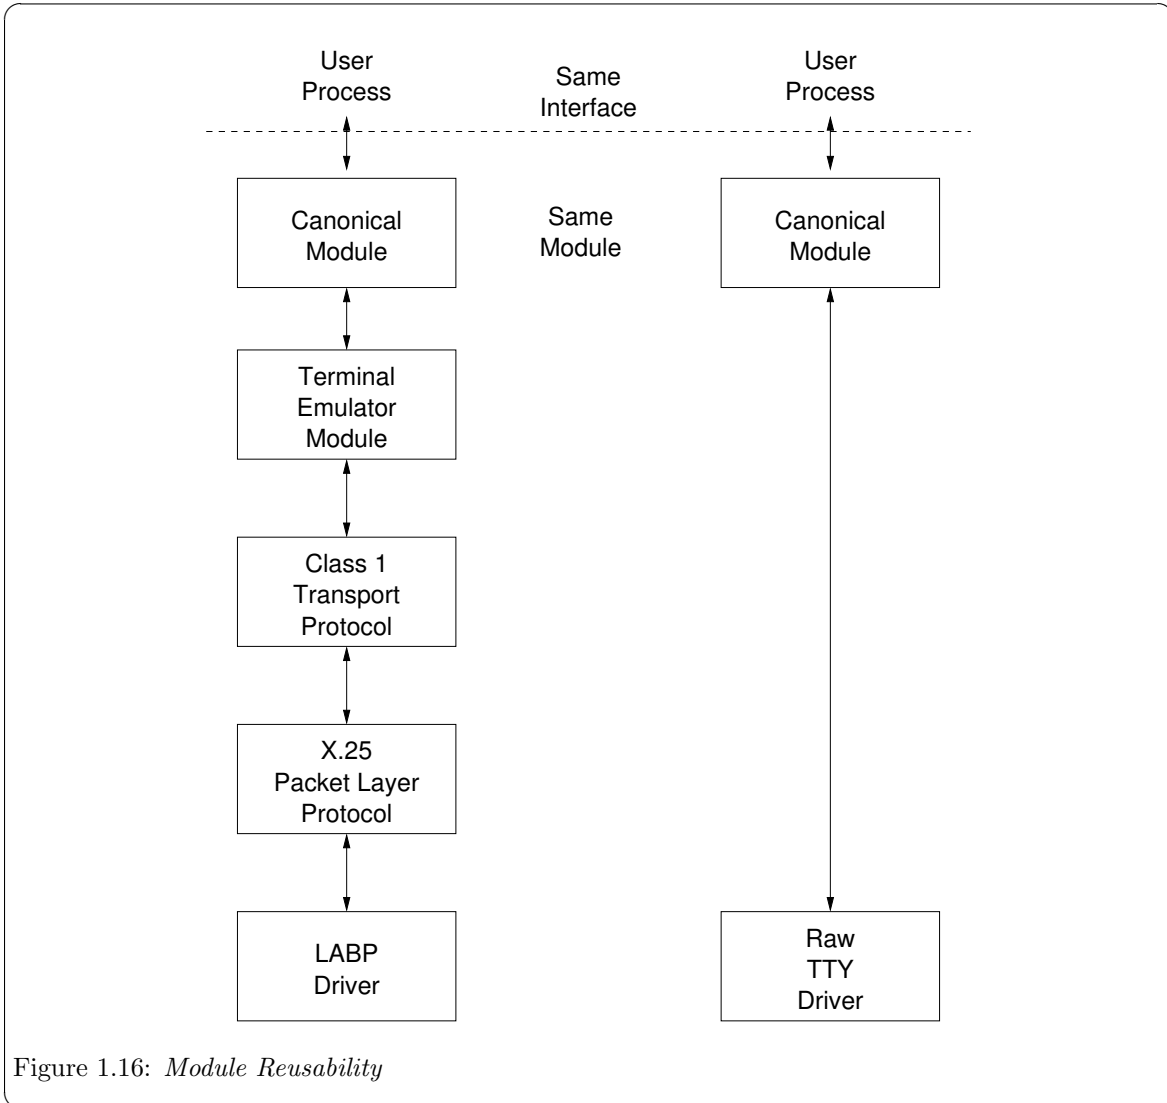 User
Process
Same
Interface
User
Process
Canonical
Module
Same
Module
Canonical
Module
Terminal
Emulator
Module
Class 1
Transport
Protocol
X.25
Packet Layer
Protocol
LABP
Driver
Raw
TTY
Driver
Figure 1.16: Module Reusability